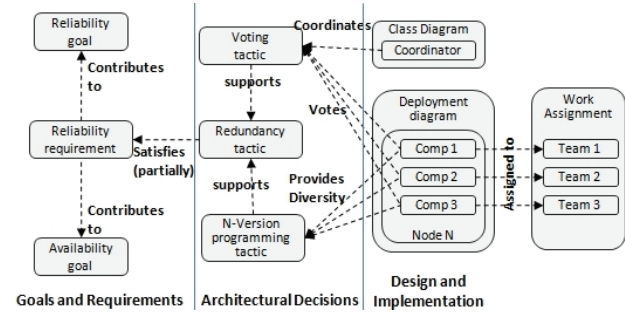 Reliability
goal
Contributes
to
Reliability
requirement
Contributes
to
Availability
goal
Goals and Requirements
Voting
tactic
supports
Redundancy
tactic
Satisfies
(partially)
supports
N-Version
programming
tactic
Architectural Decisions
Coordinates
Votes
Provides
Diversity
Class Diagram
Coordinator
Deployment
diagram
Comp 1
Comp 2
Comp 3
Node N
Assigned to
Work
Assignment
Team 1
Team 2
Team 3
Design and
Implementation